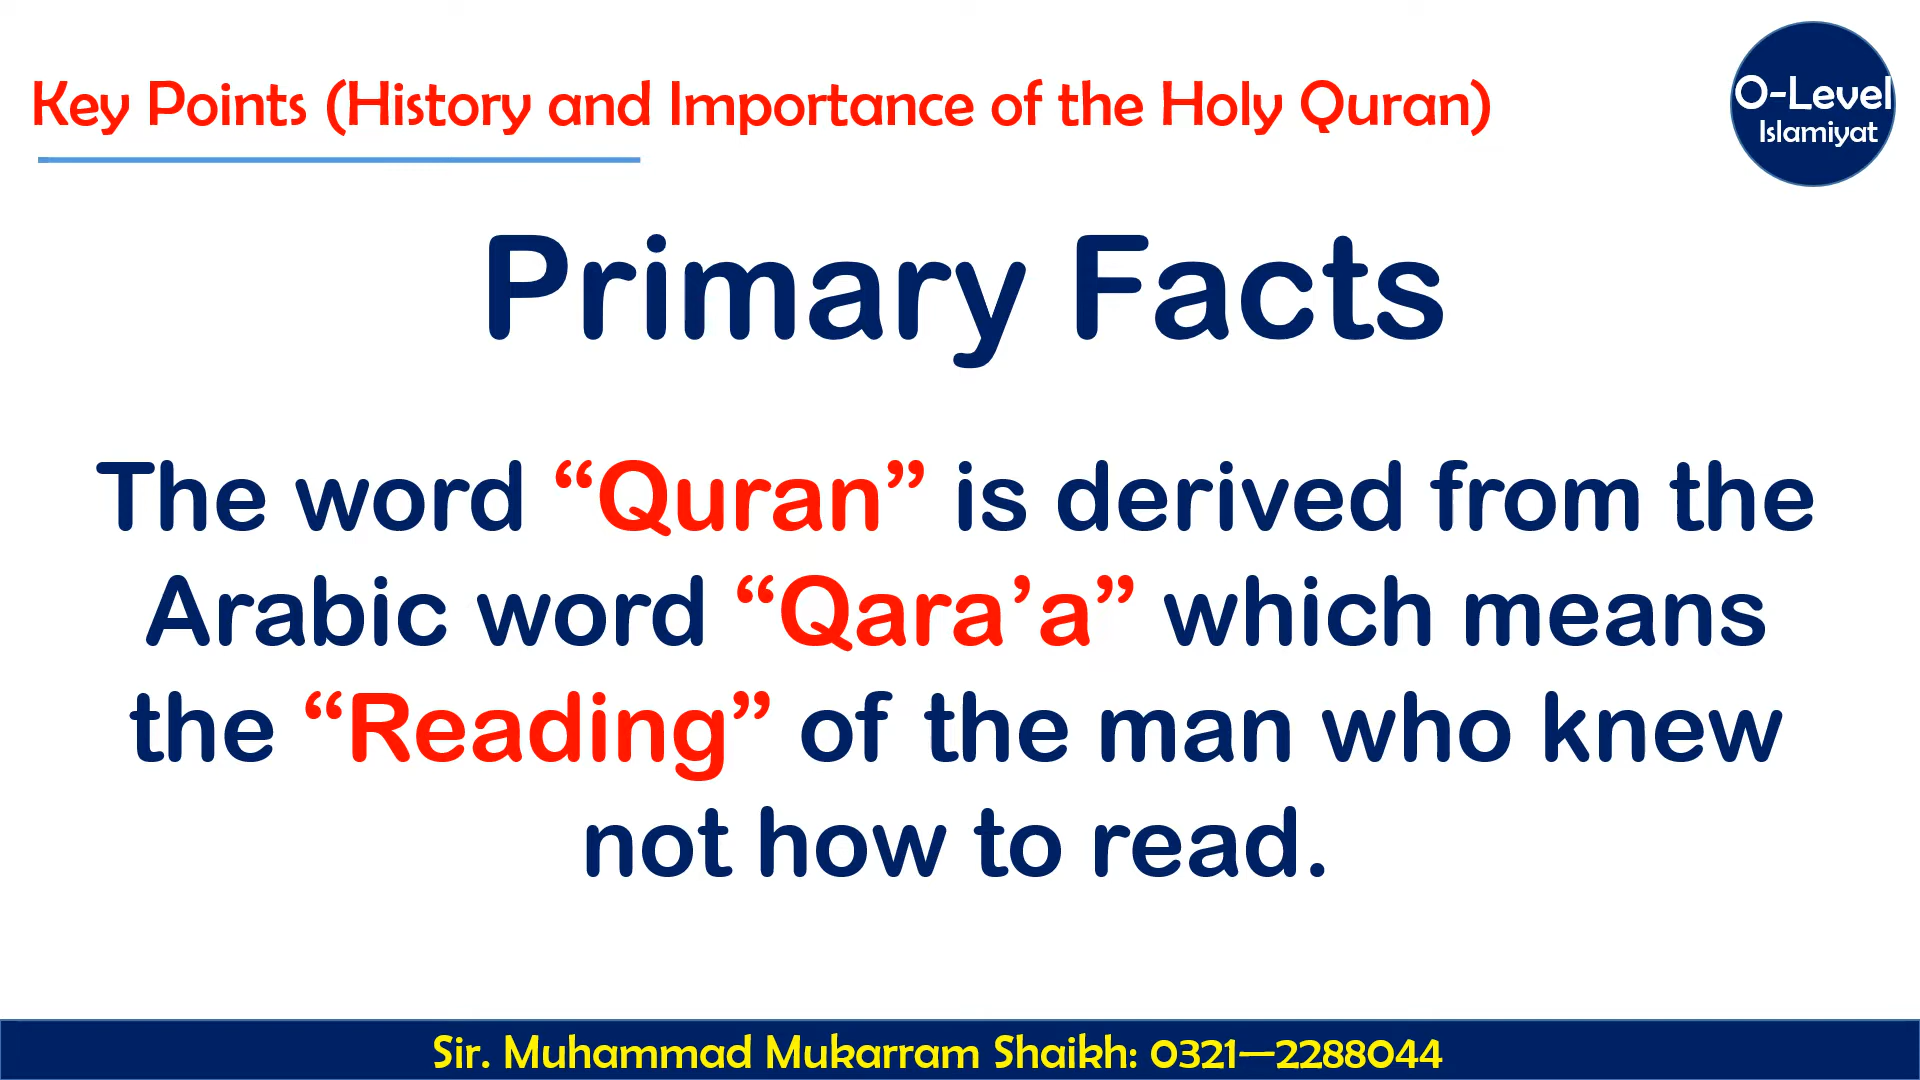 Key Points (History and Importance of the Holy Quran)
O-Level
Islamiyat
Primary Facts
The word “Quran” is derived from the
Arabic word “Qara’a” which means
the “Reading” of the man who knew
not how to read.
Sir. Muhammad Mukarram Shaikh: 0321—2288044